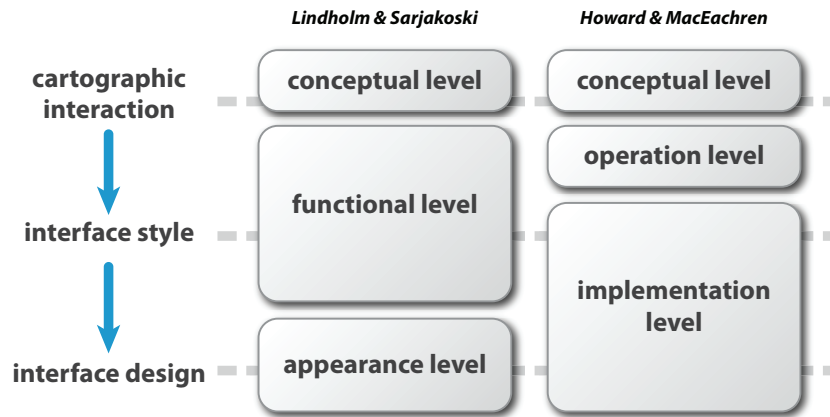 Lindholm & Sarjakoski
Howard & MacEachren
cartographic
interaction
conceptual level
conceptual level
operation level
functional level
interface style
implementation
level
interface design
appearance level